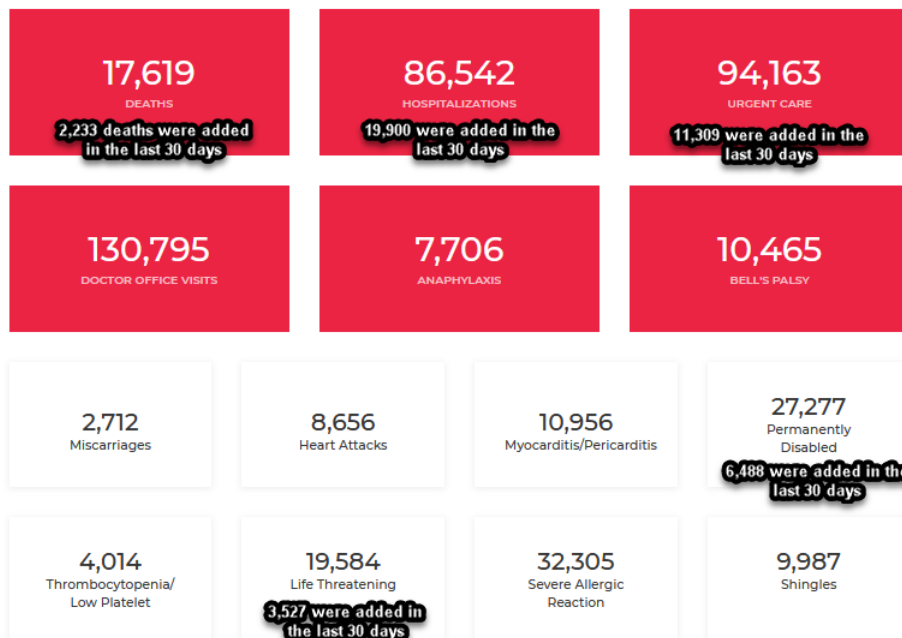 17,619
DEATHS
2,233 deaths were added
in the last 30 days
86,542
HOSPITALIZATIONS
19,900 were added in the
last 30 days
94,163
URGENT CARE
11,309 were added in the
last 30 days
130,795
DOCTOR OFFICE VISITS
7,706
ANAPHYLAXIS
10,465
BELL'S PALSY
2,712
Miscarriages
8,656
Heart Attacks
10,956
Myocarditis/Pericarditis
27,277
Permanently
Disabled
6,488 were added in the
last 30 days
4,014
Thrombocytopenia/
Low Platelet
19,584
Life Threatening
3,527 were added in
the last 30 days
32,305
Severe Allergic
Reaction
9,987
Shingles